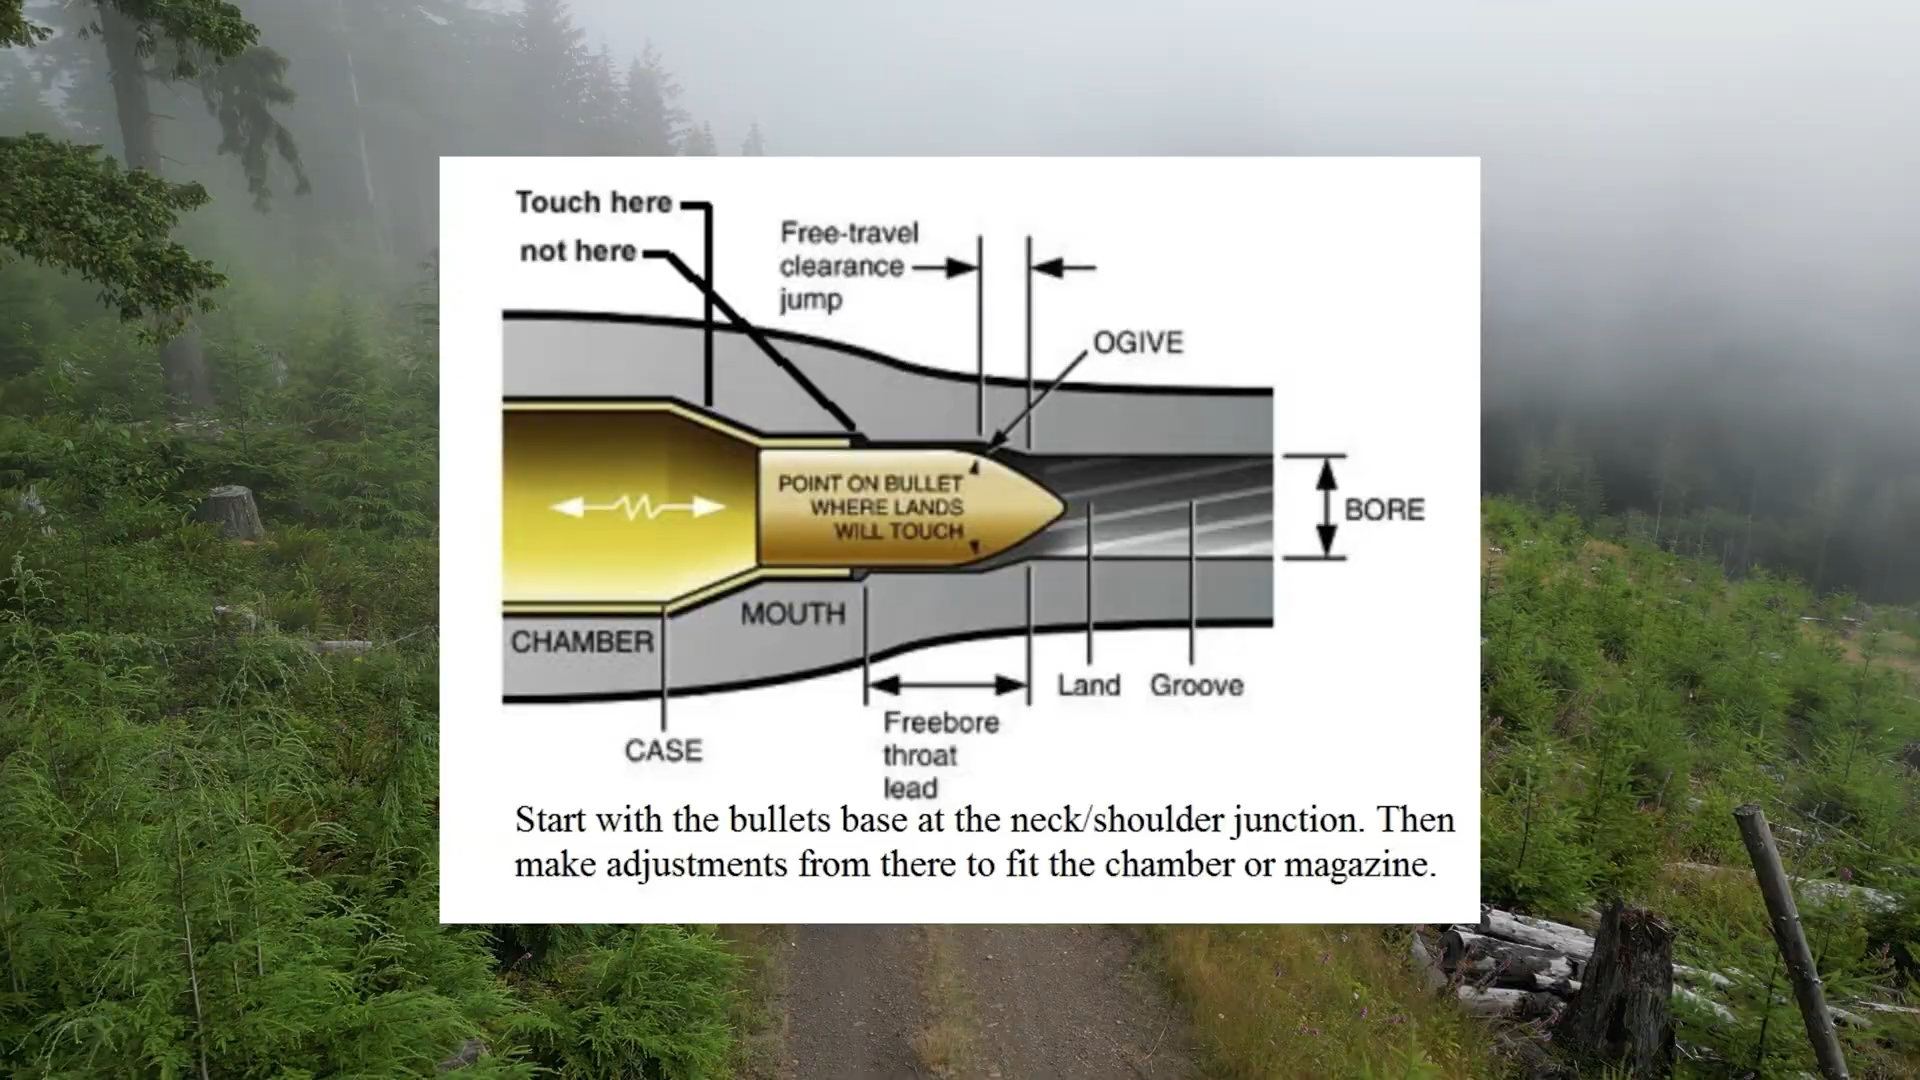 Touch here
not here
Free-travel
clearance
jump
OGIVE
POINT ON BULLET
WHERE LANDS
WILL TOUCH
BORE
MOUTH
CHAMBER
Land
Groove
CASE
Freebore
throat
lead
Start with the bullets base at the neck/shoulder junction. Then
make adjustments from there to fit the chamber or magazine.